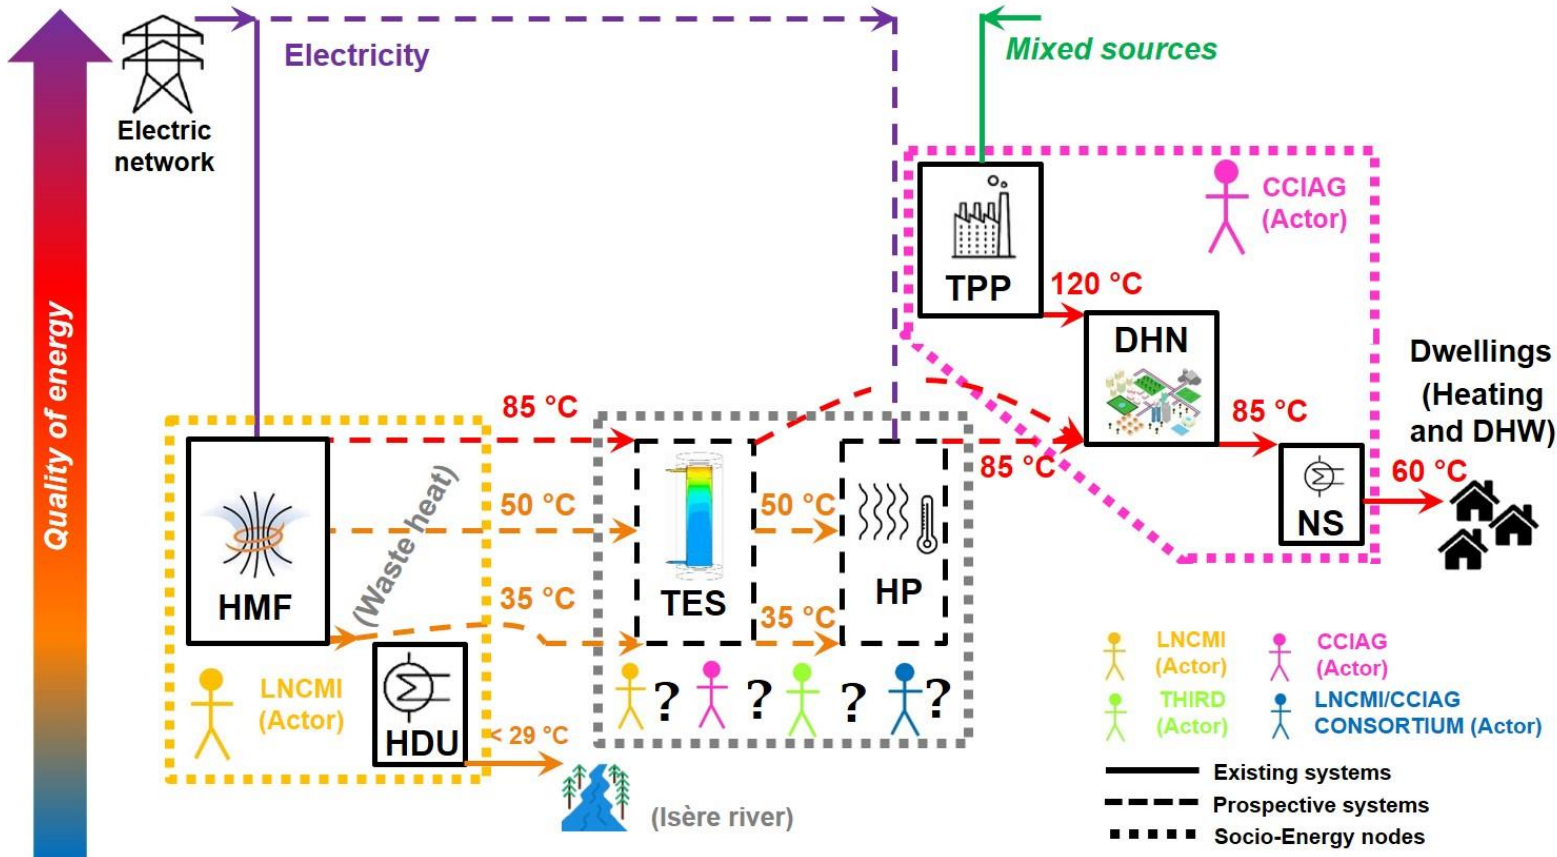 Electricity
Mixed sources
Electric
network
Quality of energy
CCIAG
(Actor)
TPP
120 °C
DHN
85 °C
NS
60 °C
Dwellings
(Heating
and DHW)
HMF
(Waste heat)
85 °C
50 °C
35 °C
TES
50 °C
35 °C
HP
85 °C
LNCMI
(Actor)
HDU
< 29 °C
(Isère river)
? ? ? ?
LNCMI
(Actor)
CCIAG
(Actor)
THIRD
(Actor)
LNCMI/CCIAG
CONSORTIUM (Actor)
Existing systems
Prospective systems
Socio-Energy nodes